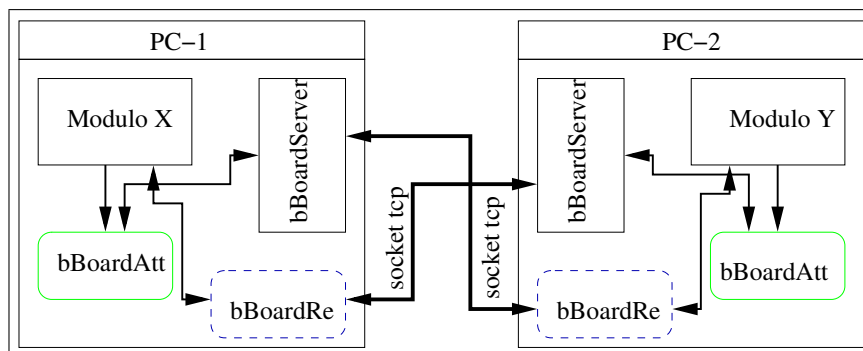 PC-1
PC-2
Modulo X
bBoardServer
bBoardServer
Modulo Y
socket tcp
socket tcp
bBoardAtt
bBoardAtt
bBoardRe
bBoardRe